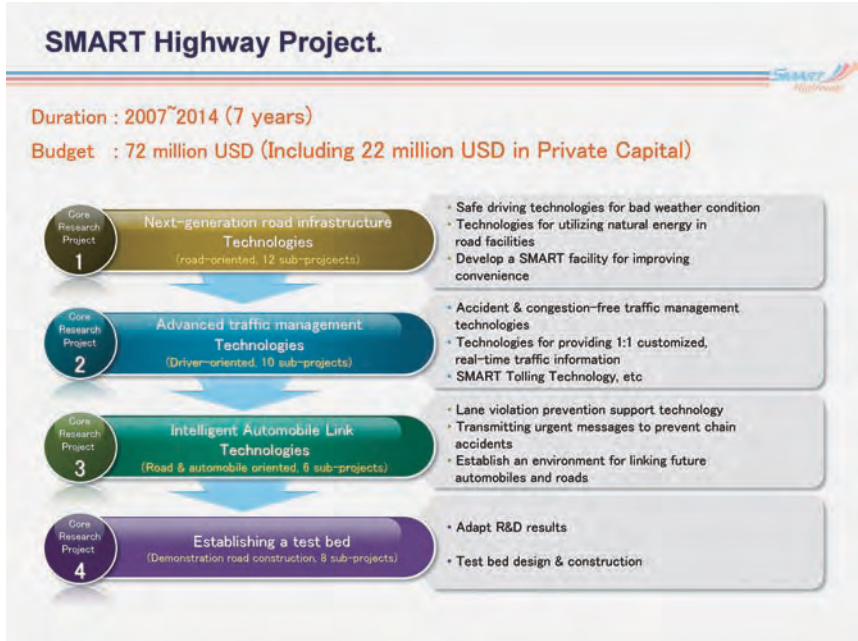 SMART Highway Project.
SMART
Highway
Duration : 2007~2014 (7 years)
Budget : 72 million USD (Including 22 million USD in Private Capital)
Core
Research
Project
1
Next-generation road infrastructure
Technologies
(road-oriented, 12 sub-projcects)
• Safe driving technologies for bad weather condition
• Technologies for utilizing natural energy in
road facilities
• Develop a SMART facility for improving
convenience
Core
Research
Project
2
Advanced traffic management
Technologies
(Driver-oriented, 10 sub-projects)
• Accident & congestion-free traffic management
technologies
• Technologies for providing 1:1 customized,
real-time traffic information
• SMART Tolling Technology, etc
Core
Research
Project
3
Intelligent Automobile Link
Technologies
(Road & automobile oriented, 6 sub-projects)
• Lane violation prevention support technology
• Transmitting urgent messages to prevent chain
accidents
• Establish an environment for linking future
automobiles and roads
Core
Research
Project
4
Establishing a test bed
(Demonstration road construction, 8 sub-projects)
• Adapt R&D results
• Test bed design & construction